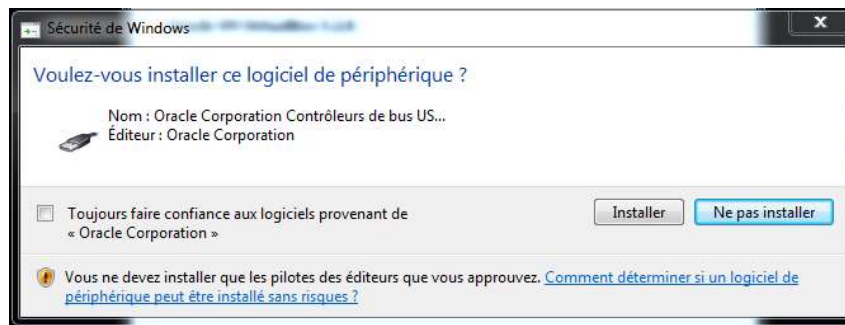 Sécurité de Windows
Voulez-vous installer ce logiciel de périphérique ?
Nom : Oracle Corporation Contrôleurs de bus US...
Éditeur : Oracle Corporation
Toujours faire confiance aux logiciels provenant de
« Oracle Corporation »
Installer
Ne pas installer
Vous ne devez installer que les pilotes des éditeurs que vous approuvez. Comment déterminer si un logiciel de
périphérique peut être installé sans risques ?